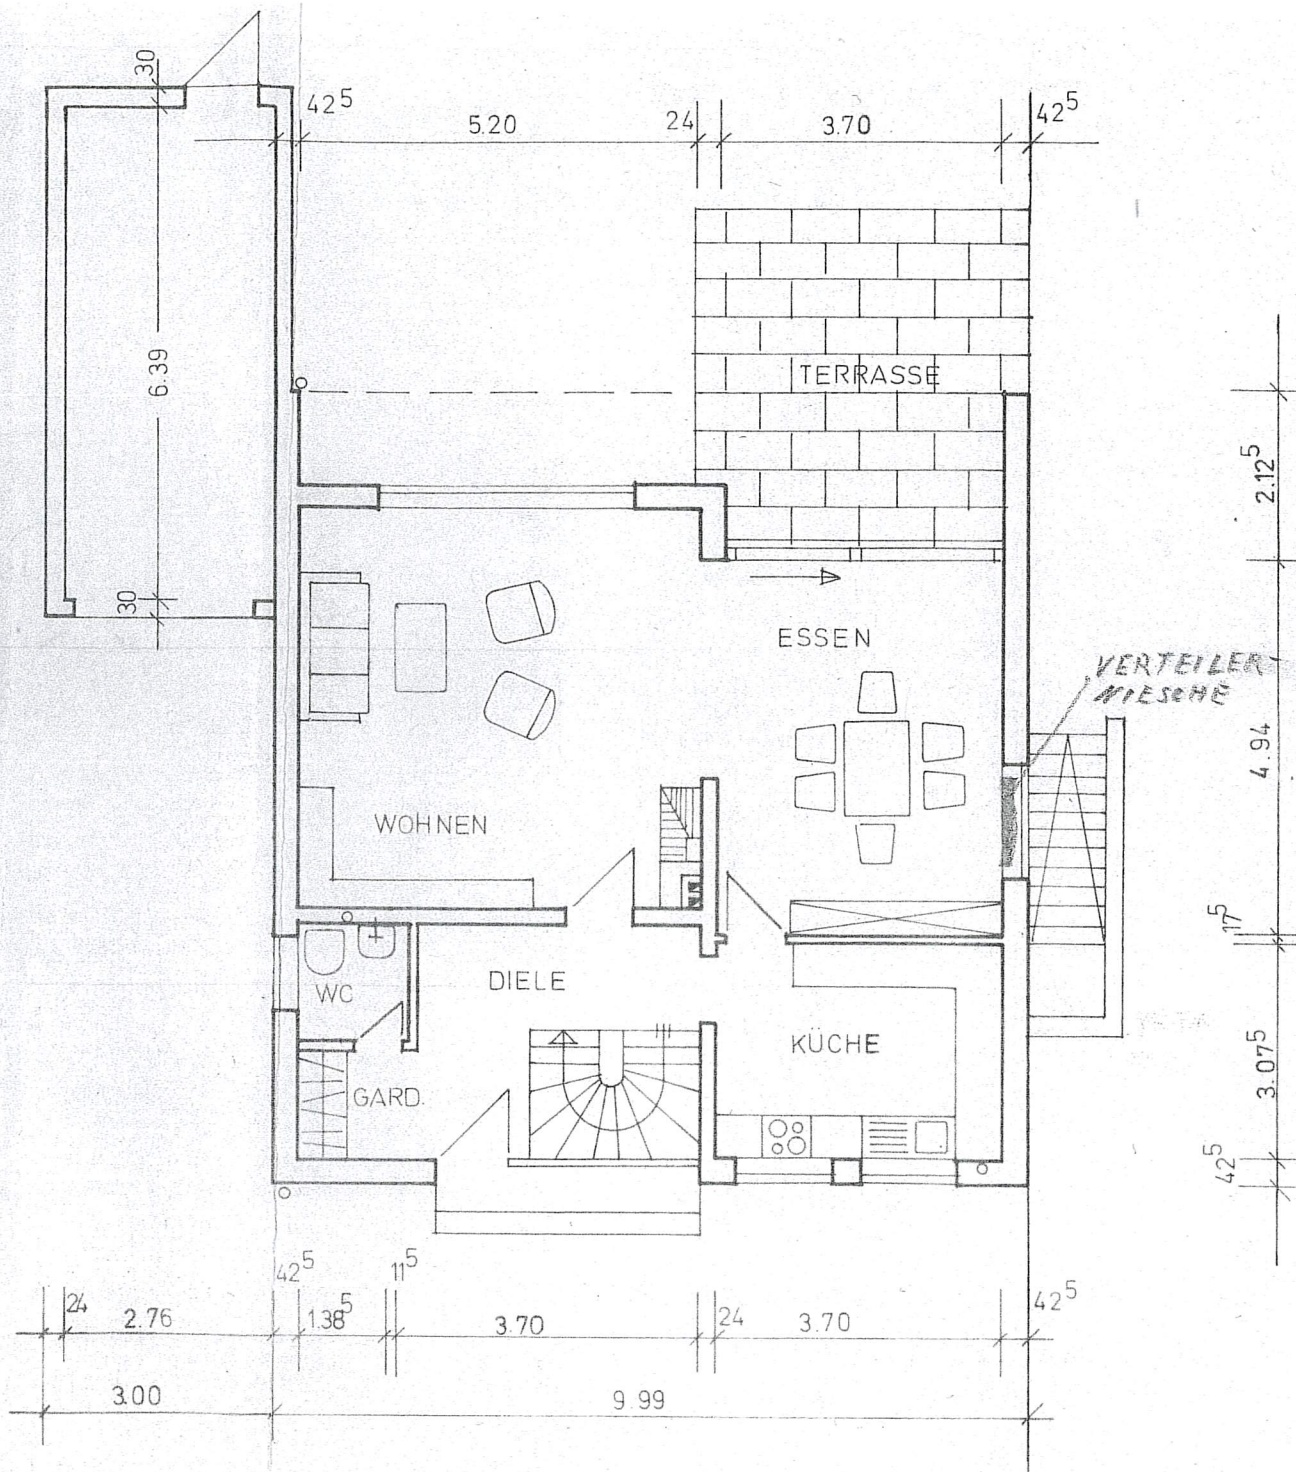 30
42⁵
5.20
24
3.70
42⁵
6.39
TERRASSE
2.12⁵
30
ESSEN
VERTEILER
NIESCHE
4.94
WOHNEN
17⁵
DIELE
WC
KÜCHE
GARD.
3.07⁵
42⁵
42⁵
11⁵
42⁵
24
2.76
1.38⁵
3.70
24
3.70
3.00
9.99